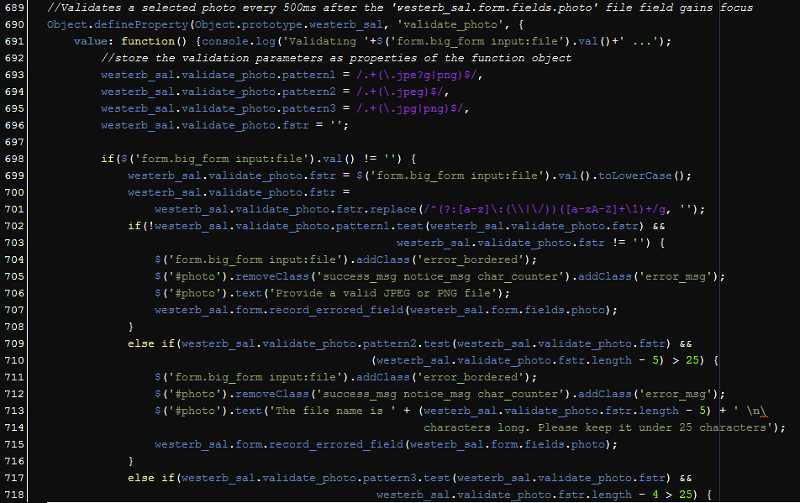 689 //Validates a selected photo every 500ms after the 'westerb_sal.form.fields.photo' file field gains focus
690 Object.defineProperty(Object.prototype.westerb_sal, 'validate_photo', {
691 value: function() {console.log('Validating '+$('form.big_form input:file').val()+' ...');
692 //store the validation parameters as properties of the function object
693 westerb_sal.validate_photo.pattern1 = /.+(\.jpe?g|png)$/,
694 westerb_sal.validate_photo.pattern2 = /.+(\.jpeg)$/,
695 westerb_sal.validate_photo.pattern3 = /.+(\.jpg|png)$/,
696 westerb_sal.validate_photo.fstr = '';
697
698 if($('form.big_form input:file').val() != '') {
699 westerb_sal.validate_photo.fstr = $('form.big_form input:file').val().toLowerCase();
700 westerb_sal.validate_photo.fstr =
701 westerb_sal.validate_photo.fstr.replace(/^(?:[a-z]\:(\\|\/))([a-zA-Z]+\1)+/g, '');
702 if(!westerb_sal.validate_photo.pattern1.test(westerb_sal.validate_photo.fstr) &&
703 westerb_sal.validate_photo.fstr != '') {
704 $('form.big_form input:file').addClass('error_bordered');
705 $('#photo').removeClass('success_msg notice_msg char_counter').addClass('error_msg');
706 $('#photo').text('Provide a valid JPEG or PNG file');
707 westerb_sal.form.record_errored_field(westerb_sal.form.fields.photo);
708 }
709 else if(westerb_sal.validate_photo.pattern2.test(westerb_sal.validate_photo.fstr) &&
710 (westerb_sal.validate_photo.fstr.length - 5) > 25) {
711 $('form.big_form input:file').addClass('error_bordered');
712 $('#photo').removeClass('success_msg notice_msg char_counter').addClass('error_msg');
713 $('#photo').text('The file name is ' + (westerb_sal.validate_photo.fstr.length - 5) + ' \n\
714 characters long. Please keep it under 25 characters');
715 westerb_sal.form.record_errored_field(westerb_sal.form.fields.photo);
716 }
717 else if(westerb_sal.validate_photo.pattern3.test(westerb_sal.validate_photo.fstr) &&
718 westerb_sal.validate_photo.fstr.length - 4 > 25) {